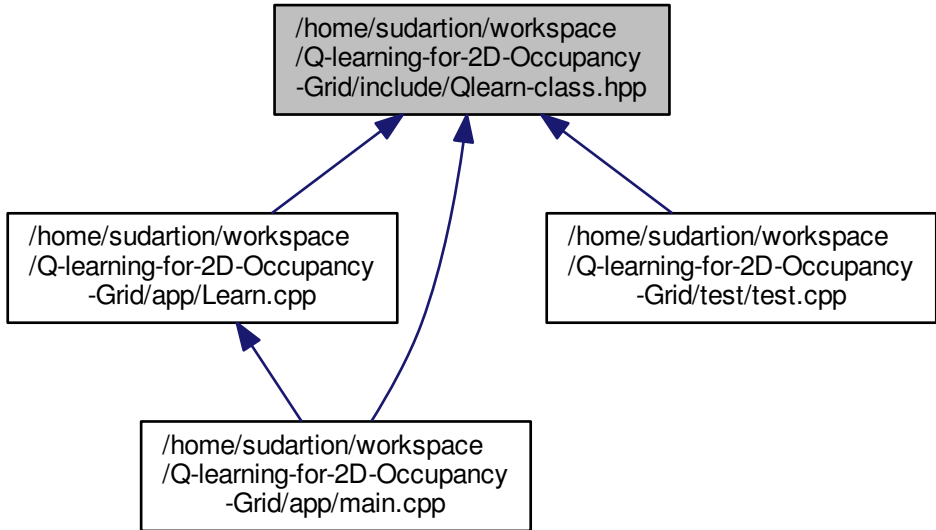 /home/sudartion/workspace
/Q-learning-for-2D-Occupancy
-Grid/include/Qlearn-class.hpp
/home/sudartion/workspace
/Q-learning-for-2D-Occupancy
-Grid/app/Learn.cpp
/home/sudartion/workspace
/Q-learning-for-2D-Occupancy
-Grid/test/test.cpp
/home/sudartion/workspace
/Q-learning-for-2D-Occupancy
-Grid/app/main.cpp